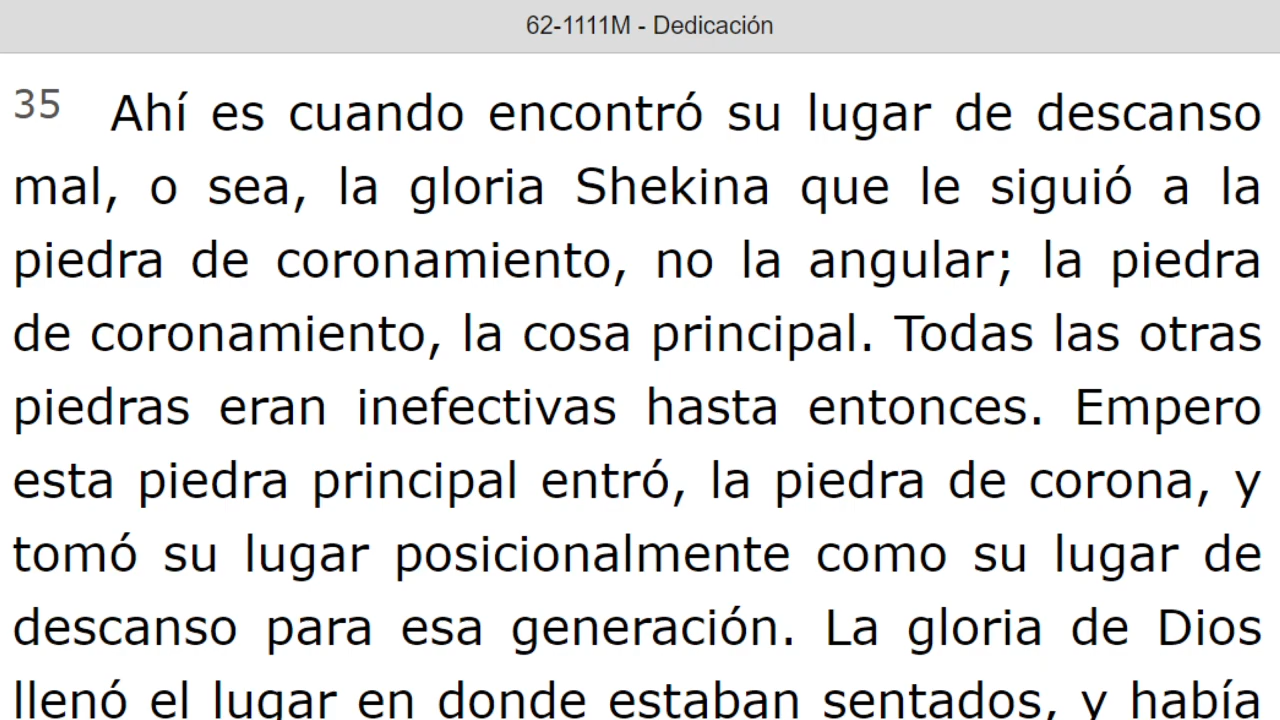 62-1111M - Dedicación
35 Ahí es cuando encontró su lugar de descanso
mal, o sea, la gloria Shekina que le siguió a la
piedra de coronamiento, no la angular; la piedra
de coronamiento, la cosa principal. Todas las otras
piedras eran inefectivas hasta entonces. Empero
esta piedra principal entró, la piedra de corona, y
tomó su lugar posicionalmente como su lugar de
descanso para esa generación. La gloria de Dios
llenó el lugar en donde estaban sentados, y había